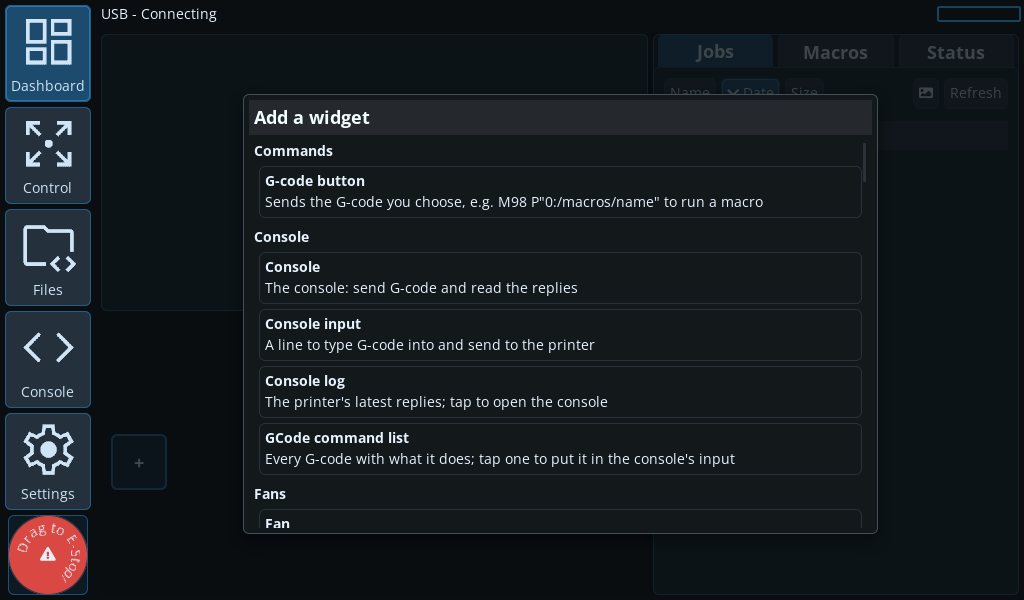 USB - Connecting
Dashboard
Control
Files
Console
Settings
Drag to E-Stop!
Jobs
Macros
Status
Name
Date
Size
Refresh
Add a widget
Commands
G-code button
Sends the G-code you choose, e.g. M98 P"0:/macros/name" to run a macro
Console
Console
The console: send G-code and read the replies
Console input
A line to type G-code into and send to the printer
Console log
The printer's latest replies; tap to open the console
GCode command list
Every G-code with what it does; tap one to put it in the console's input
Fans
Fan
+